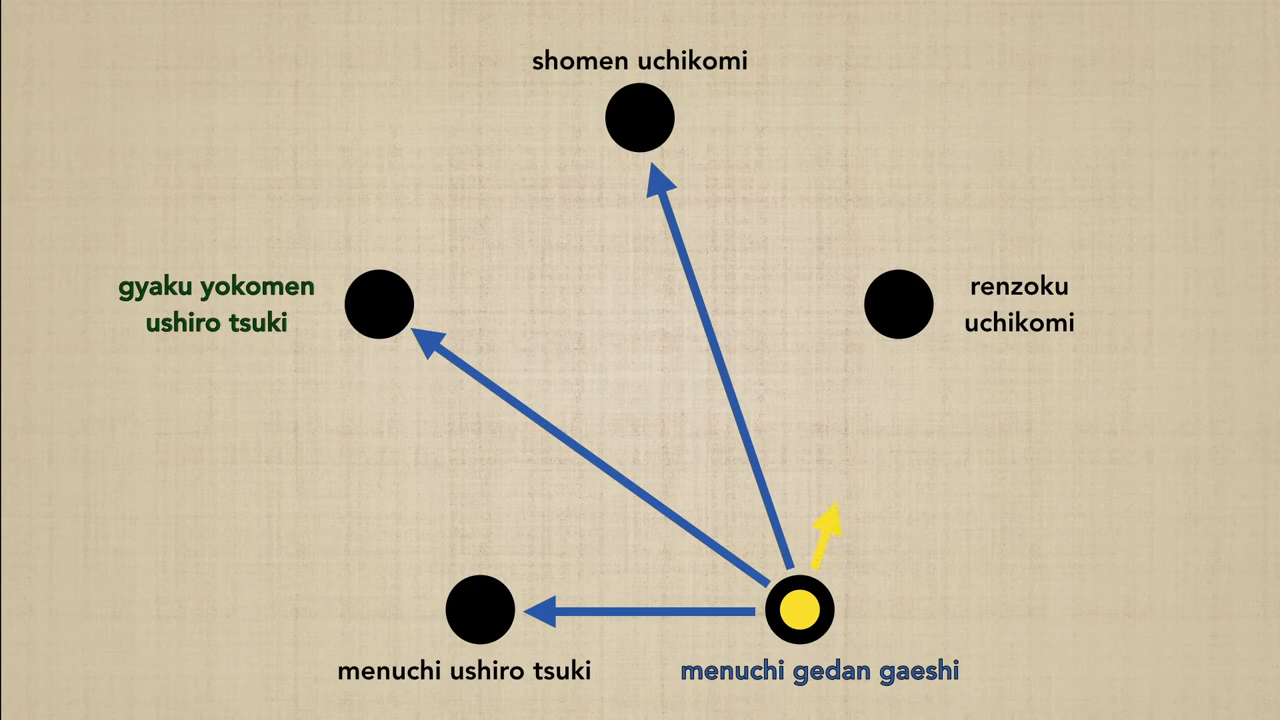 shomen uchikomi
gyaku yokomen
ushiro tsuki
renzoku
uchikomi
menuchi ushiro tsuki
menuchi gedan gaeshi